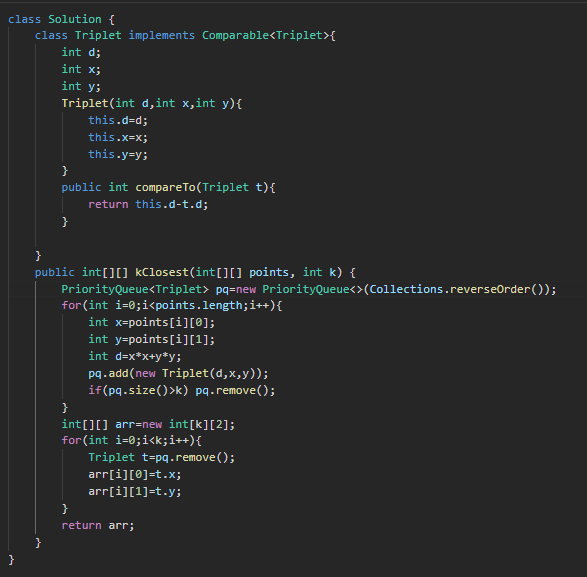 class Solution {
    class Triplet implements Comparable<Triplet>{
        int d;
        int x;
        int y;
        Triplet(int d,int x,int y){
            this.d=d;
            this.x=x;
            this.y=y;
        }
        public int compareTo(Triplet t){
            return this.d-t.d;
        }

    }
    public int[][] kClosest(int[][] points, int k) {
        PriorityQueue<Triplet> pq=new PriorityQueue<>(Collections.reverseOrder());
        for(int i=0;i<points.length;i++){
            int x=points[i][0];
            int y=points[i][1];
            int d=x*x+y*y;
            pq.add(new Triplet(d,x,y));
            if(pq.size()>k) pq.remove();
        }
        int[][] arr=new int[k][2];
        for(int i=0;i<k;i++){
            Triplet t=pq.remove();
            arr[i][0]=t.x;
            arr[i][1]=t.y;
        }
        return arr;
    }
}